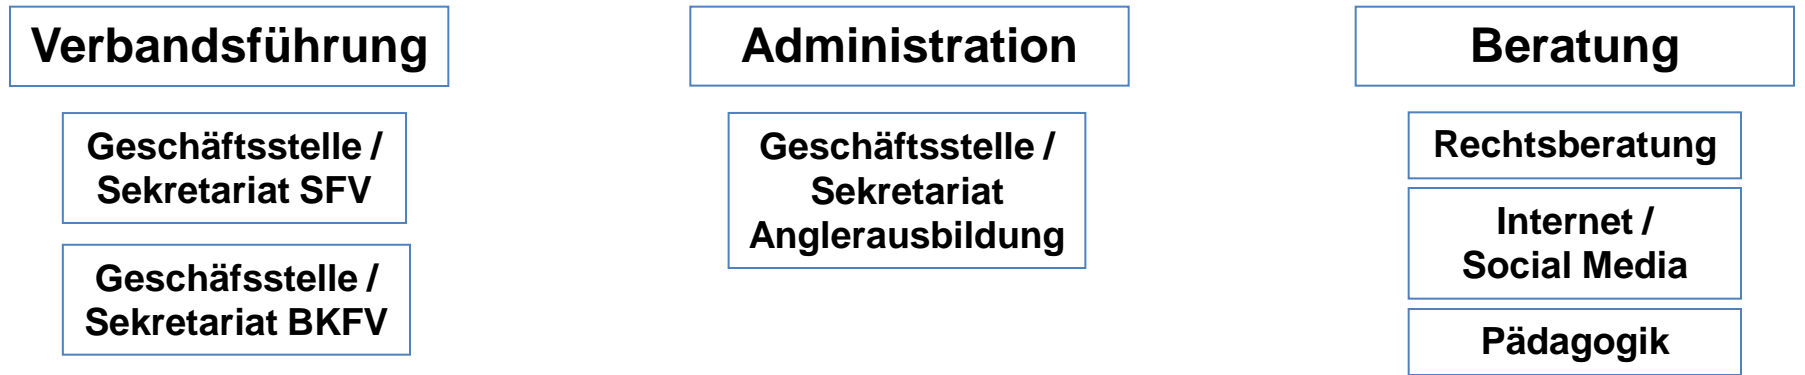 Verbandsführung
Geschäftsstelle /
Sekretariat SFV
Geschäfsstelle /
Sekretariat BKFV
Administration
Geschäftsstelle /
Sekretariat
Anglerausbildung
Beratung
Rechtsberatung
Internet /
Social Media
Pädagogik